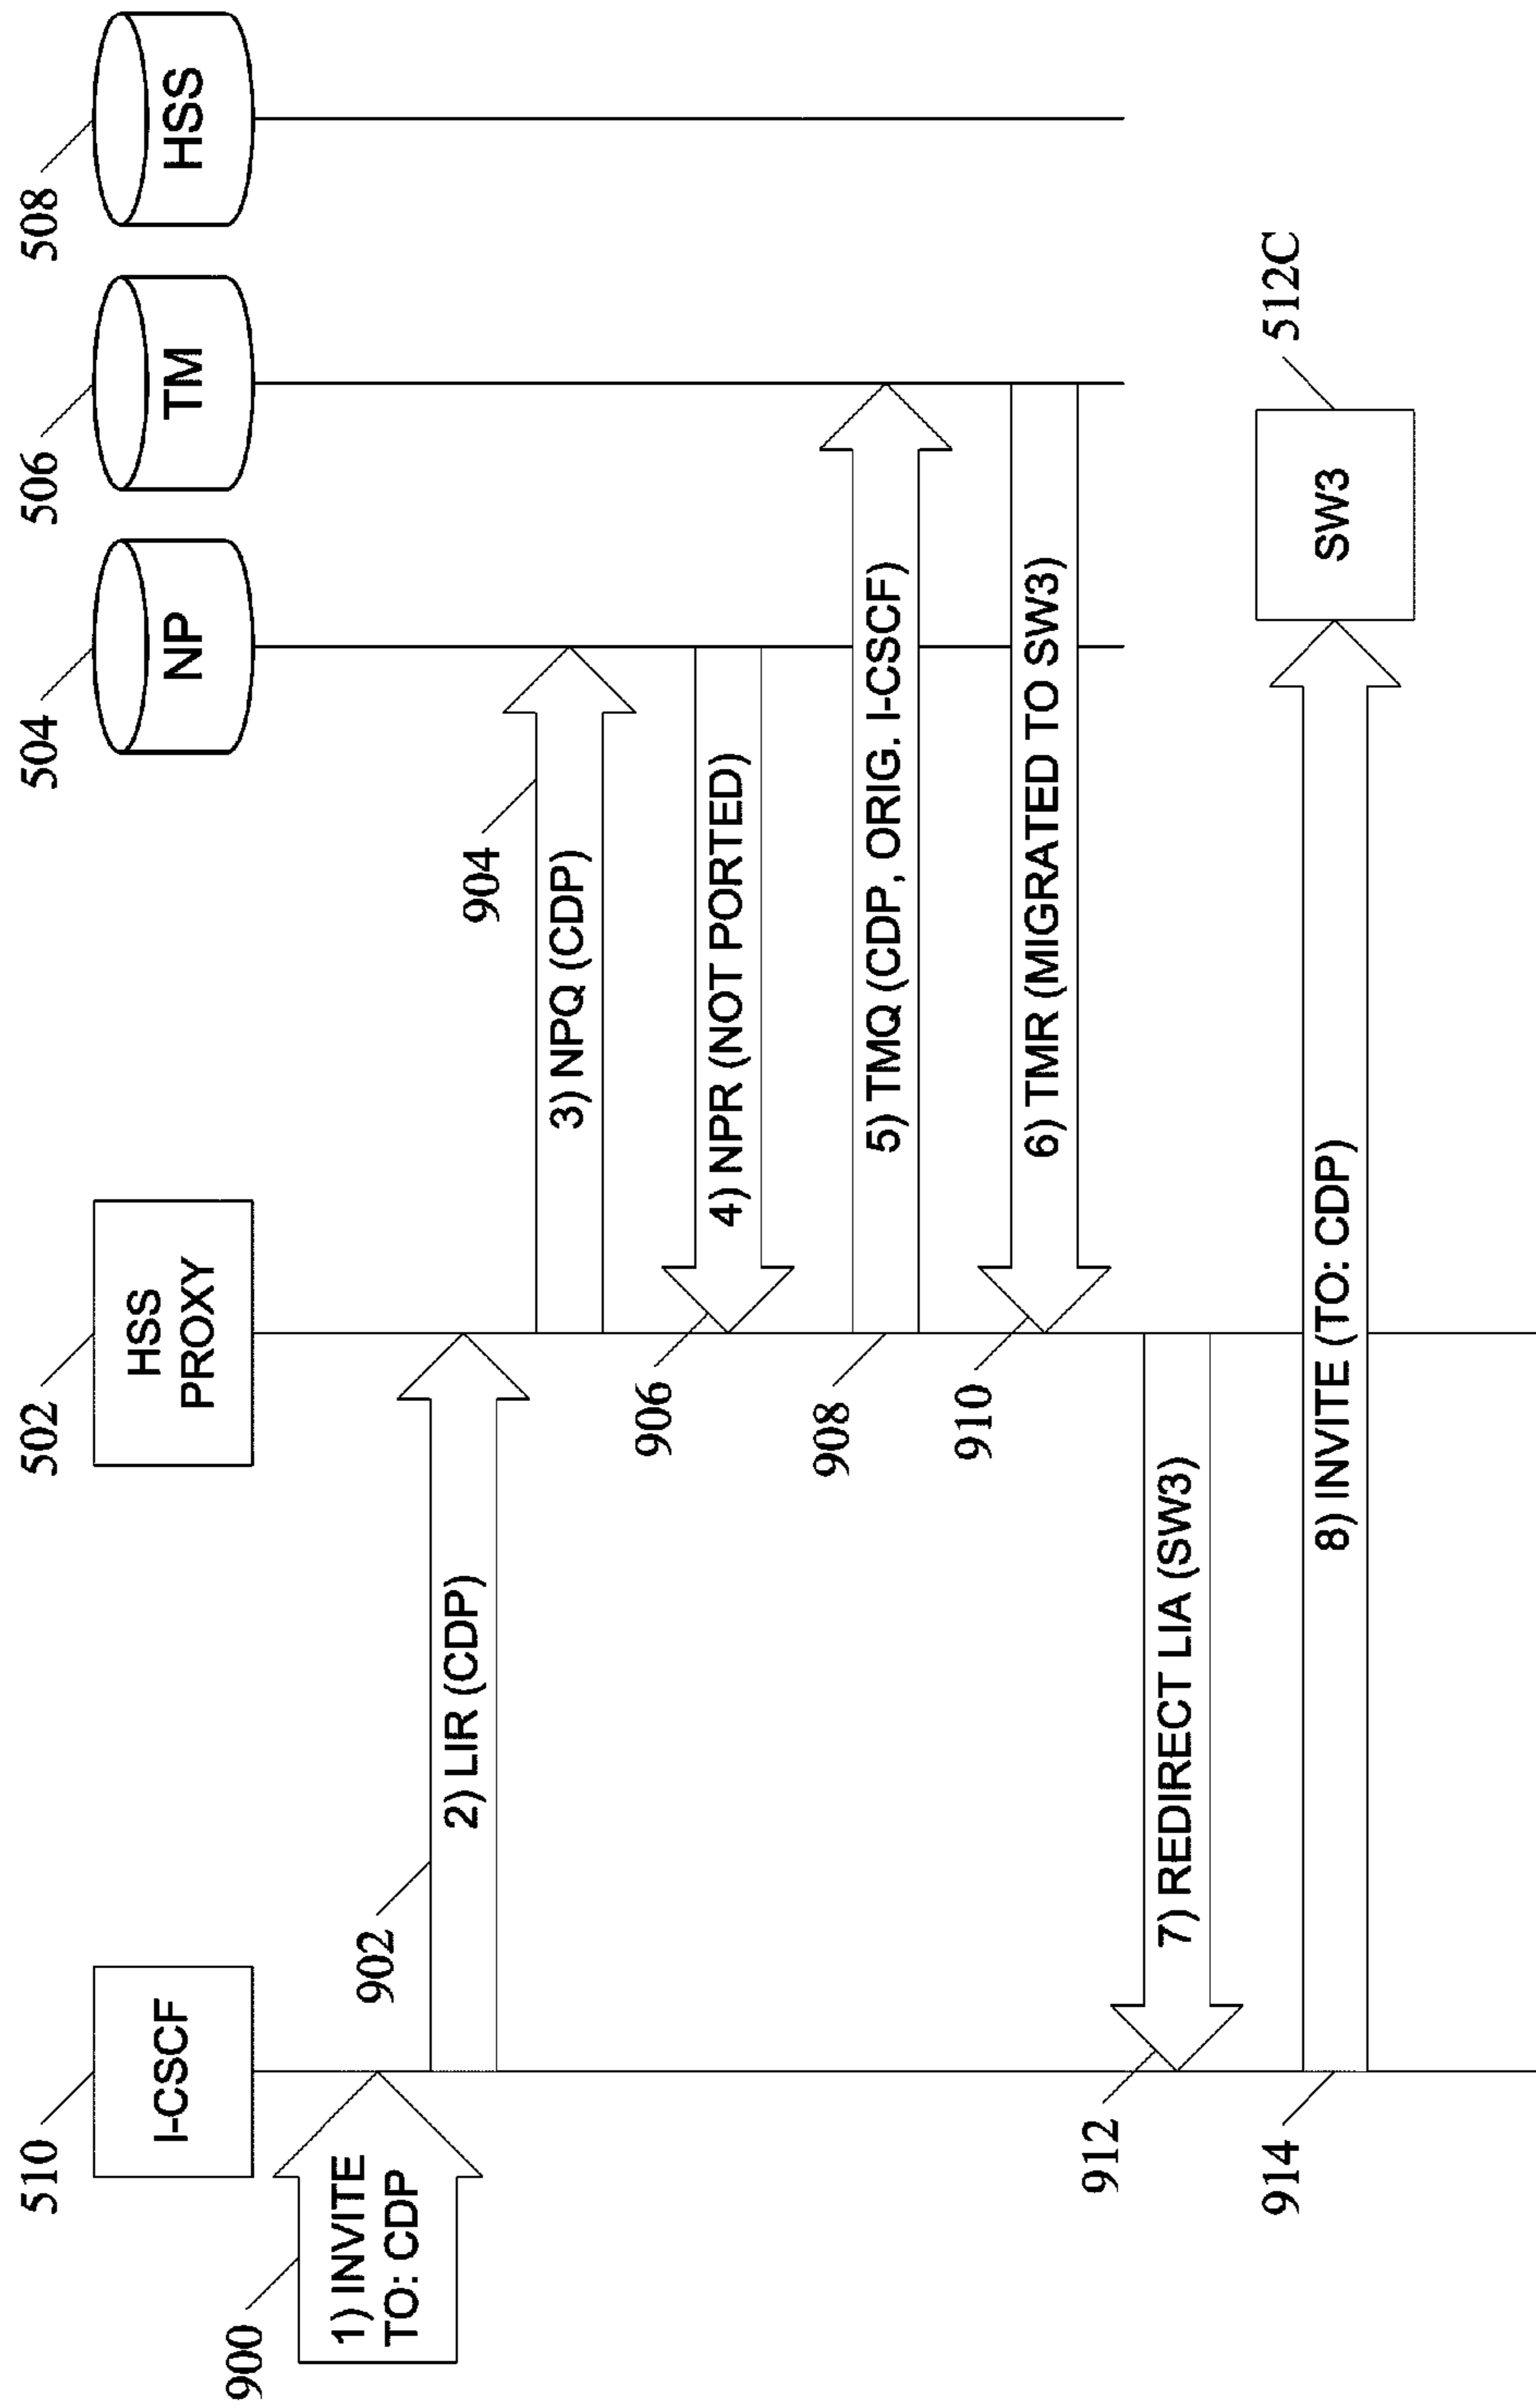 510
502
504
506
508
I-CSCF
HSS
PROXY
NP
TM
HSS
900
1) INVITE
TO: CDP
902
2) LIR (CDP)
904
3) NPQ (CDP)
906
4) NPR (NOT PORTED)
908
5) TMQ (CDP, ORIG. I-CSCF)
910
6) TMR (MIGRATED TO SW3)
912
7) REDIRECT LIA (SW3)
914
8) INVITE (TO: CDP)
SW3
512C